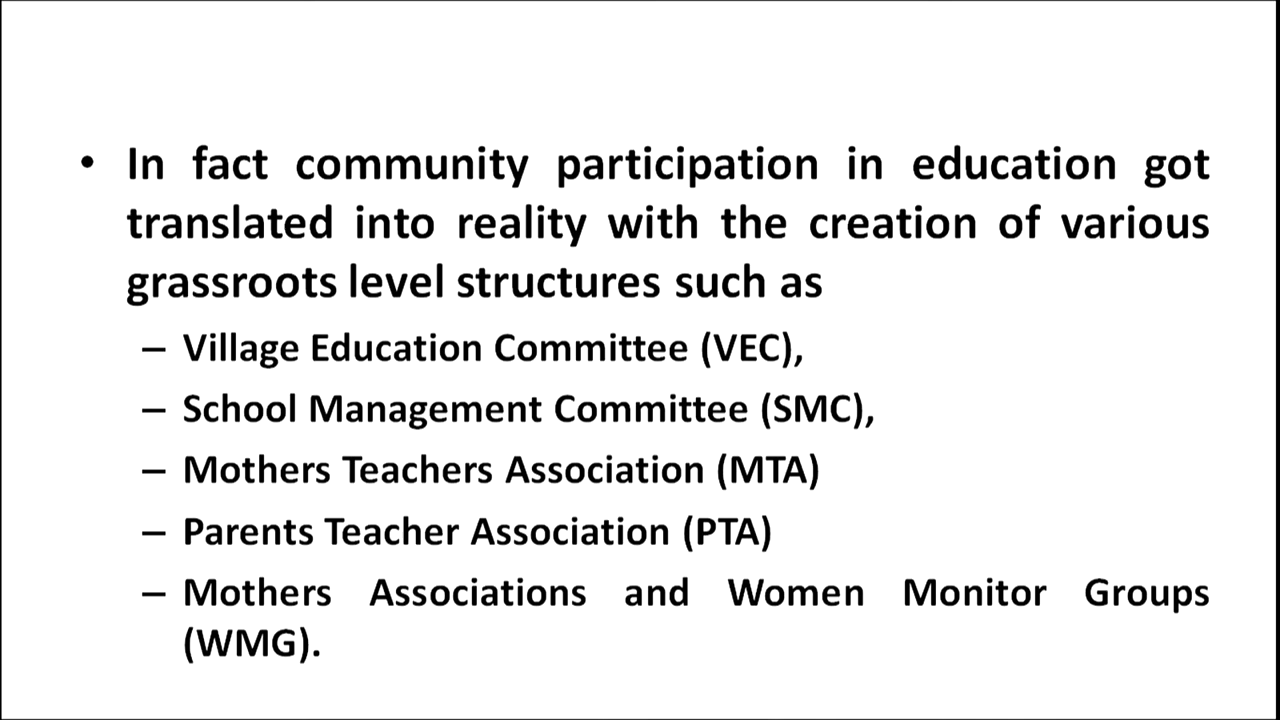 • In fact community participation in education got
translated into reality with the creation of various
grassroots level structures such as
– Village Education Committee (VEC),
– School Management Committee (SMC),
– Mothers Teachers Association (MTA)
– Parents Teacher Association (PTA)
– Mothers Associations and Women Monitor Groups
(WMG).